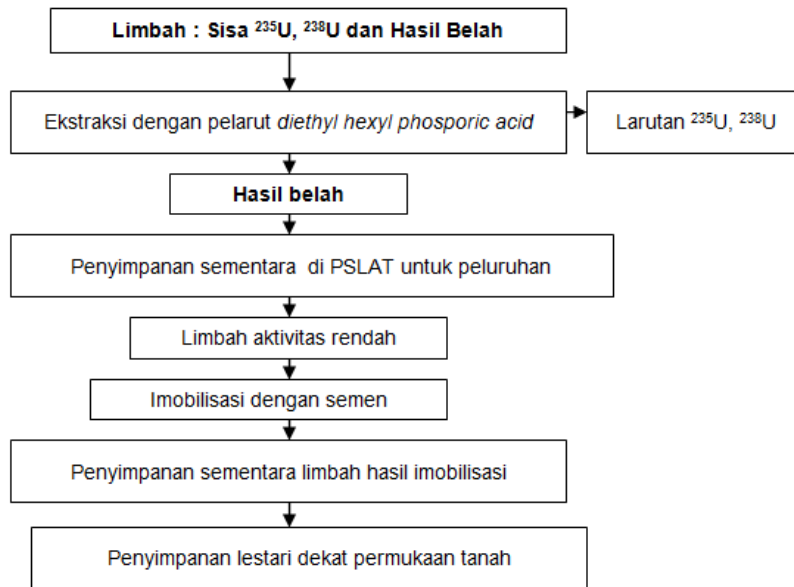 Limbah : Sisa ²³⁵U, ²³⁸U dan Hasil Belah
Ekstraksi dengan pelarut diethyl hexyl phosporic acid
Larutan ²³⁵U, ²³⁸U
Hasil belah
Penyimpanan sementara di PSLAT untuk peluruhan
Limbah aktivitas rendah
Imobilisasi dengan semen
Penyimpanan sementara limbah hasil imobilisasi
Penyimpanan lestari dekat permukaan tanah